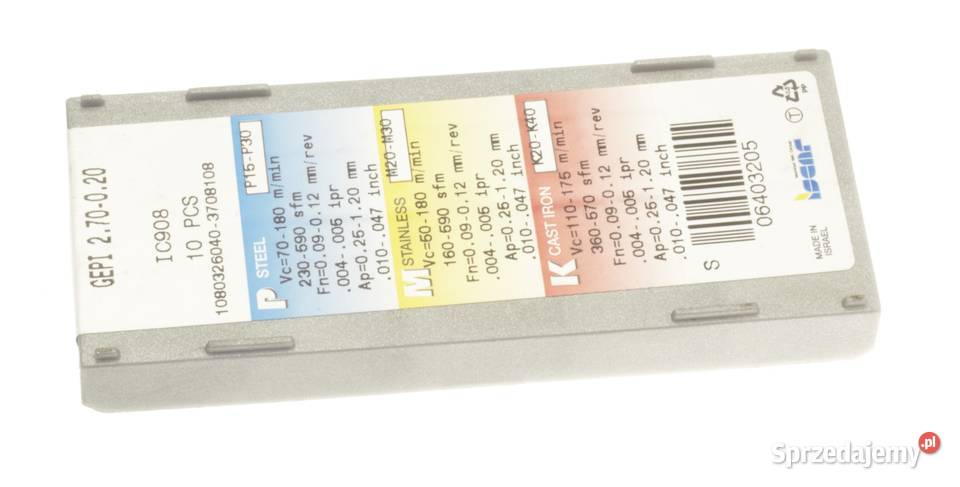 GEPI 2.70-0.20
IC908
10 PCS
1080326040-3708108
P STEEL P15-P30
Vc=70-180 m/min
230-590 sfm
Fn=0.09-0.12 mm/rev
.004-.005 ipr
Ap=0.25-1.20 mm
.010-.047 inch
M STAINLESS M20-M30
Vc=50-180 m/min
160-590 sfm
Fn=0.09-0.12 mm/rev
.004-.005 ipr
Ap=0.25-1.20 mm
.010-.047 inch
K CAST IRON K20-K40
Vc=110-175 m/min
360-570 sfm
Fn=0.09-0.12 mm/rev
.004-.005 ipr
Ap=0.25-1.20 mm
.010-.047 inch
S
06403205
iscar
MADE IN
ISRAEL
T
Sprzedajemy.pl